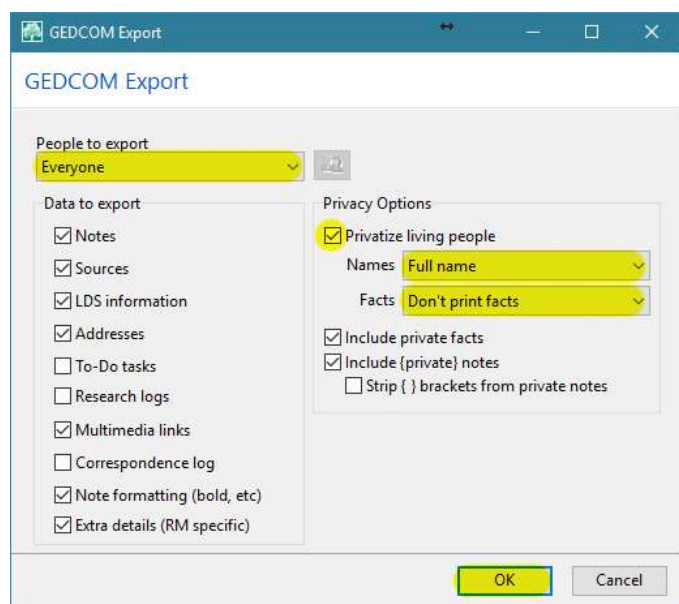 GEDCOM Export
GEDCOM Export
People to export
Everyone
Data to export
Notes
Sources
LDS information
Addresses
To-Do tasks
Research logs
Multimedia links
Correspondence log
Note formatting (bold, etc)
Extra details (RM specific)
Privacy Options
Privatize living people
Names Full name
Facts Don't print facts
Include private facts
Include {private} notes
Strip { } brackets from private notes
OK Cancel